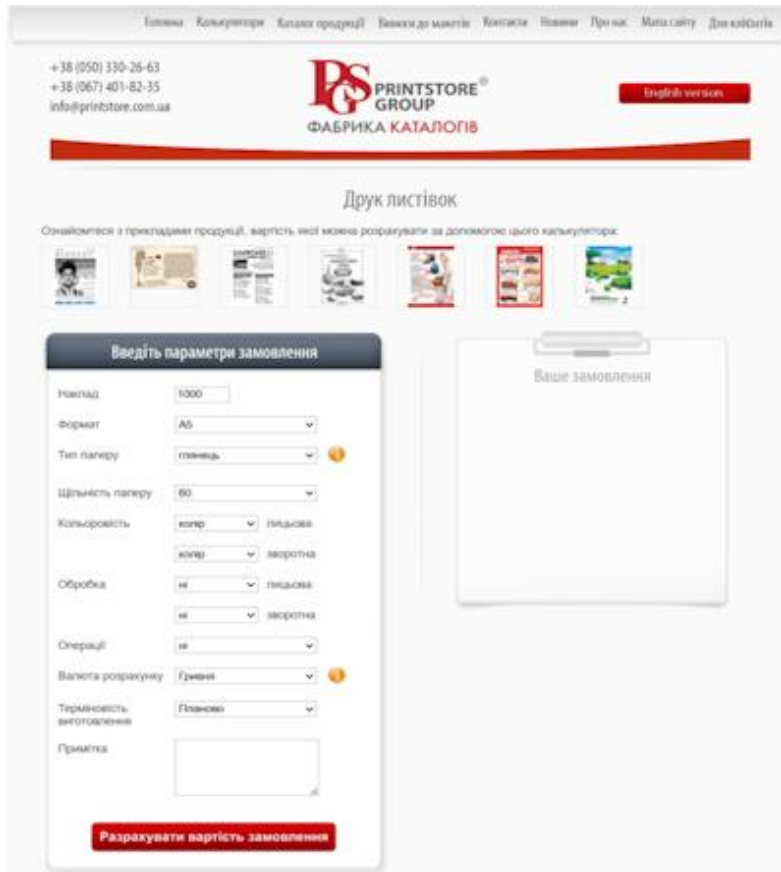 Головна Калькулятори Каталог продукції Вимоги до макетів Контакти Новини Про нас Мапа сайту Для клієнтів
+38 (050) 330-26-63
+38 (067) 401-82-35
info@printstore.com.ua
PGS PRINTSTORE®
GROUP
ФАБРИКА КАТАЛОГІВ
English version
Друк листівок
Ознайомтеся з прикладами продукції, вартість якої можна розрахувати за допомогою цього калькулятора:
Введіть параметри замовлення
Наклад 1000
Формат A5
Тип паперу глянець
Щільність паперу 60
Кольоровість колір лицьова
колір зворотна
Обробка ні лицьова
ні зворотна
Операції ні
Валюта розрахунку Гривня
Терміновість виготовлення Планово
Примітка
Разрахувати вартість замовлення
Ваше замовлення